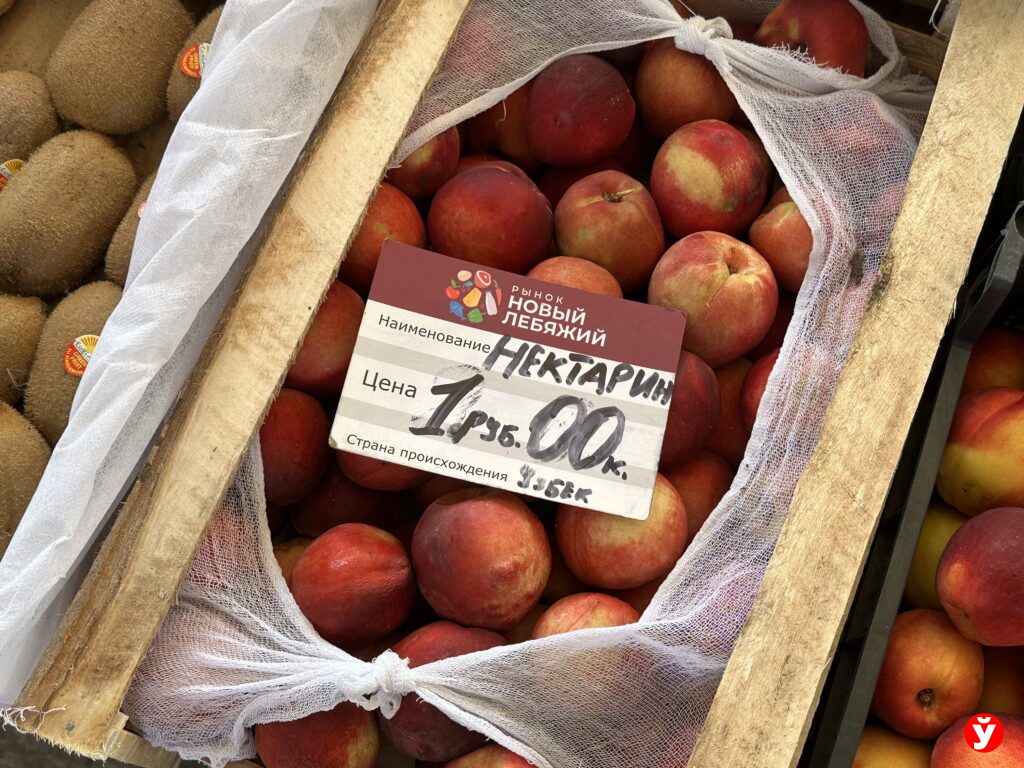 РЫНОК
НОВЫЙ
ЛЕБЯЖИЙ
Наименование НЕКТАРИН
Цена 1 РУБ. 00 К.
Страна происхождения УЗБЕК
ў